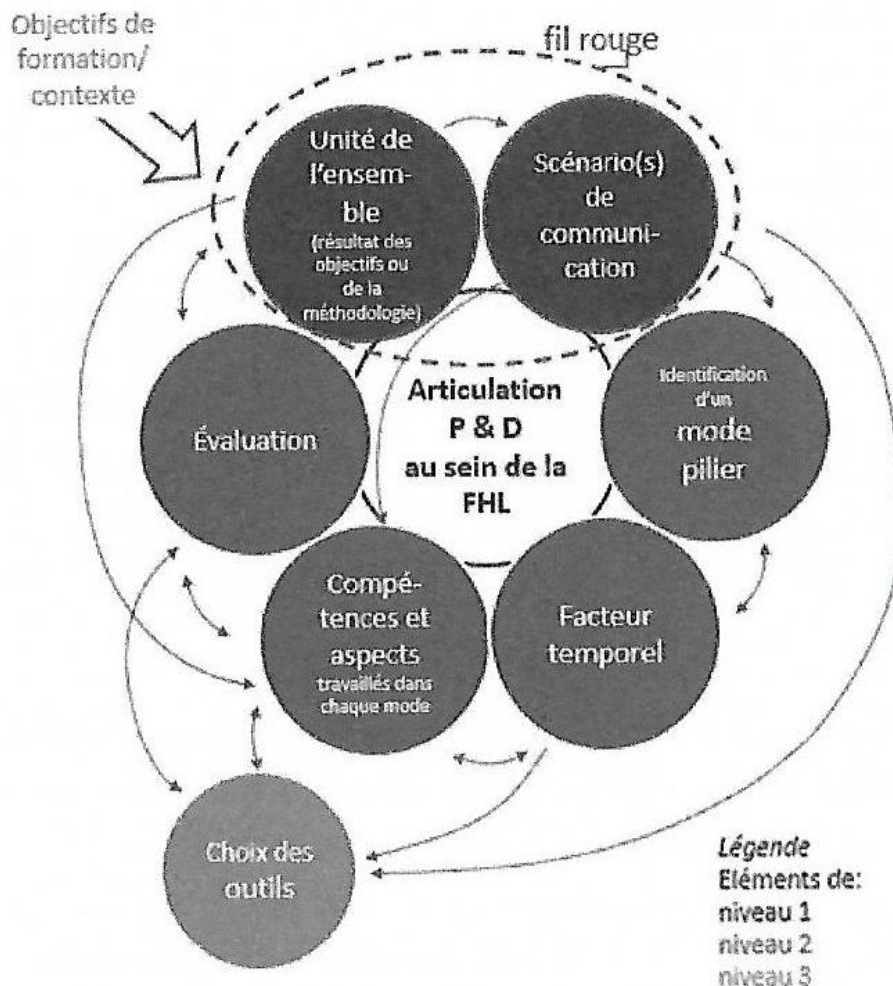 Objectifs de
formation/
contexte
fil rouge
Unité de
l'ensem-
ble
(résultat des
objectifs ou
de la
méthodologie)
Scénario(s)
de
communi-
cation
Identification
d'un
mode
pilier
Évaluation
Articulation
P & D
au sein de la
FHL
Compé-
tences et
aspects
travaillés dans
chaque mode
Facteur
temporel
Choix des
outils
Légende
Eléments de:
niveau 1
niveau 2
niveau 3